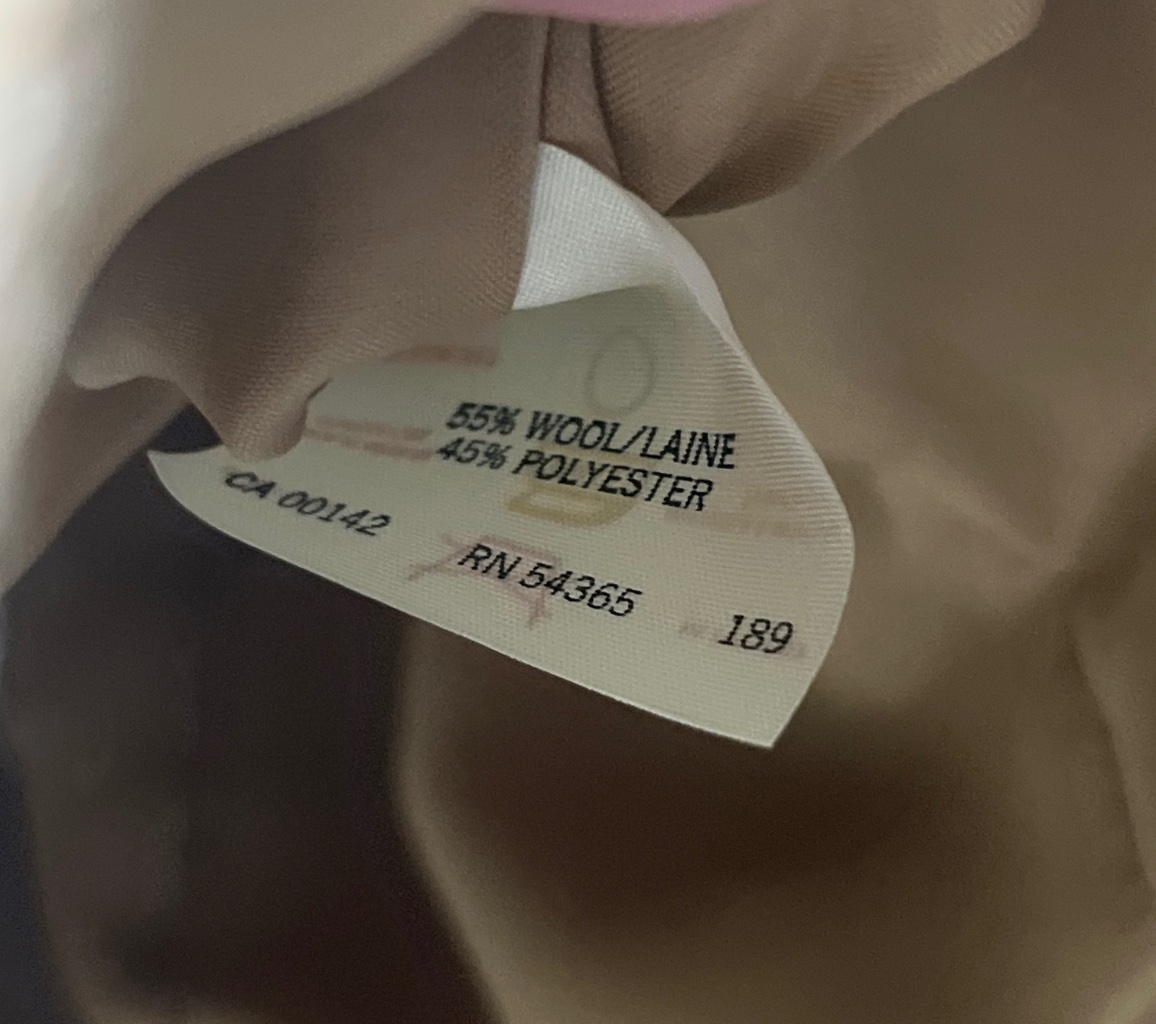 55% WOOL/LAINE
45% POLYESTER
CA 00142 RN 54365 189